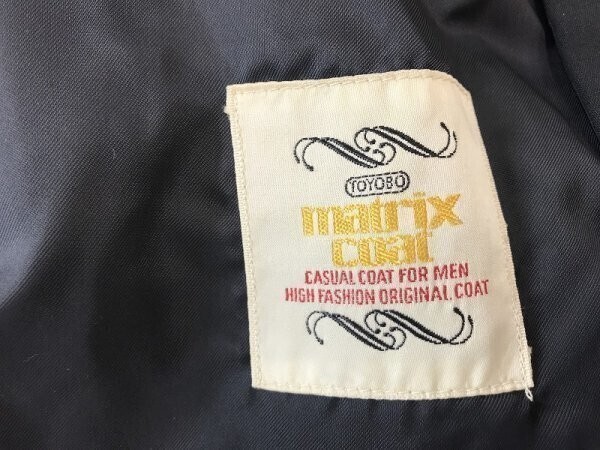 TOYOBO
matrix
coat
CASUAL COAT FOR MEN
HIGH FASHION ORIGINAL COAT